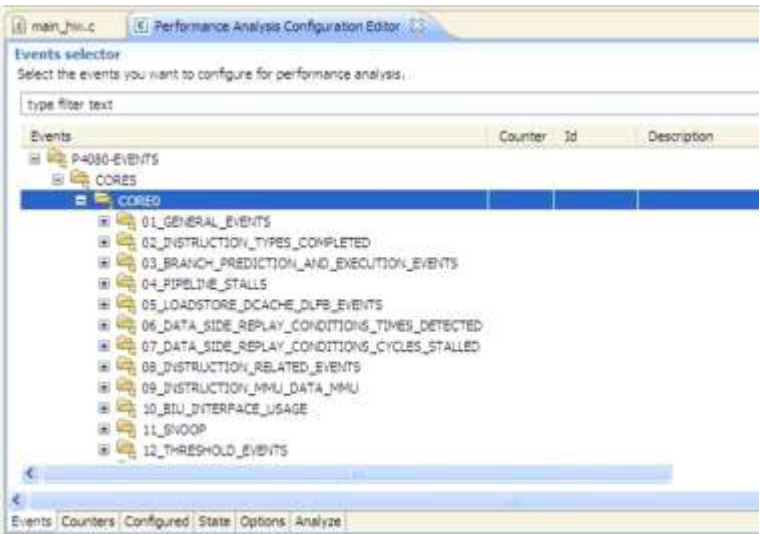 main_hw.c Performance Analysis Configuration Editor
Events selector
Select the events you want to configure for performance analysis.
type filter text
Events Counter Id Description
P4080-EVENTS
CORES
CORE0
01_GENERAL_EVENTS
02_INSTRUCTION_TYPES_COMPLETED
03_BRANCH_PREDICTION_AND_EXECUTION_EVENTS
04_PIPELINE_STALLS
05_LOADSTORE_DCACHE_DLFB_EVENTS
06_DATA_SIDE_REPLAY_CONDITIONS_TIMES_DETECTED
07_DATA_SIDE_REPLAY_CONDITIONS_CYCLES_STALLED
08_INSTRUCTION_RELATED_EVENTS
09_INSTRUCTION_MMU_DATA_MMU
10_BIU_INTERFACE_USAGE
11_SNOOP
12_THRESHOLD_EVENTS
Events Counters Configured State Options Analyze